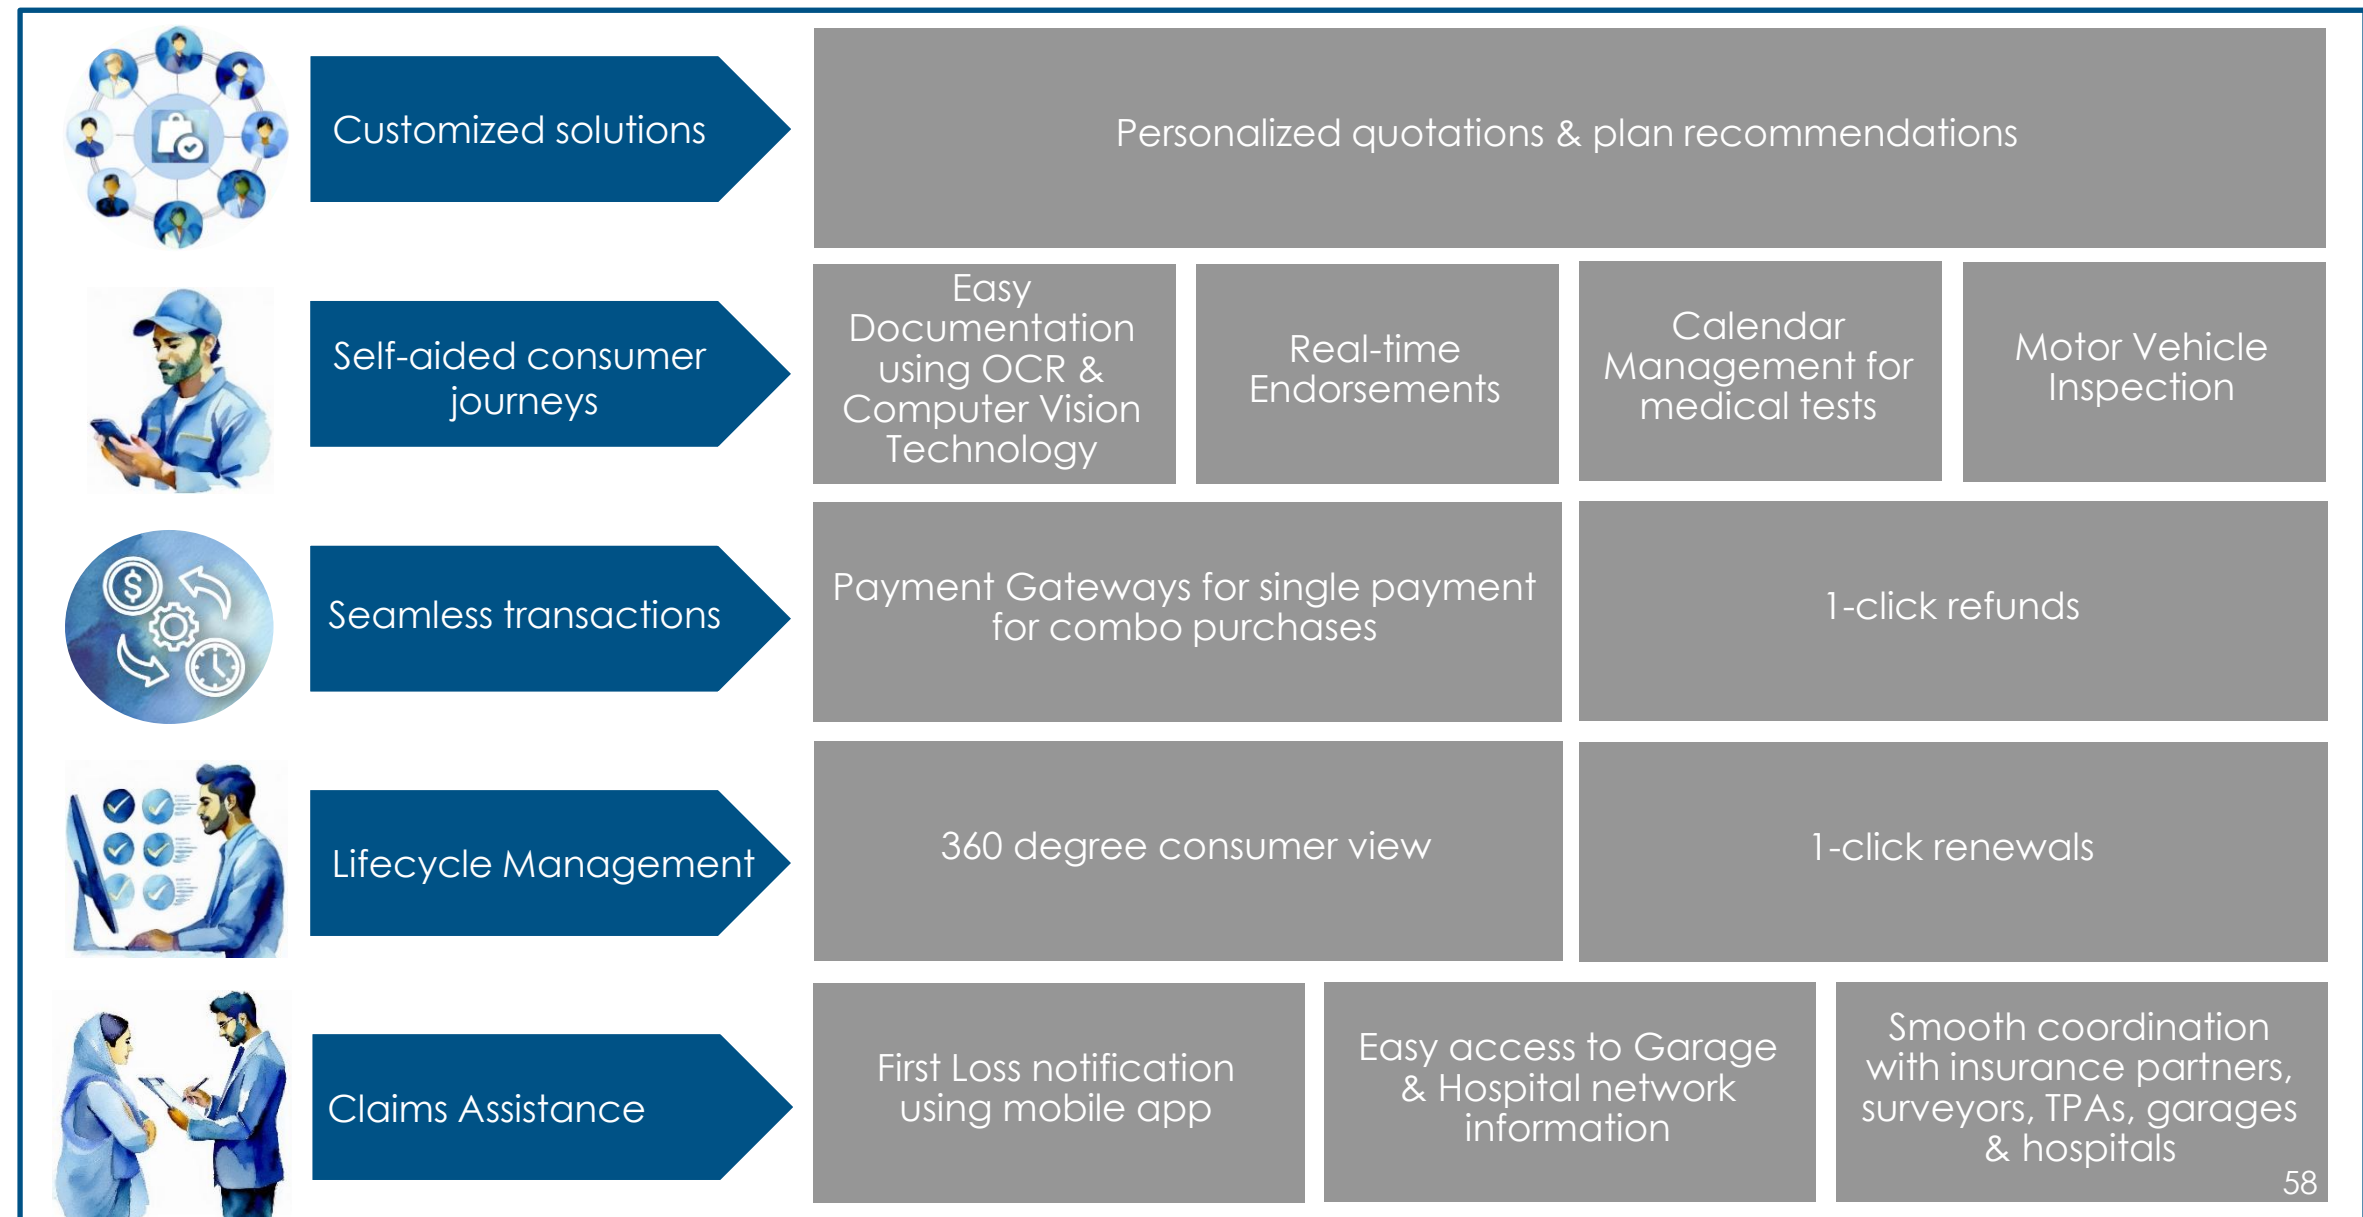 Customized solutions
Personalized quotations & plan recommendations
Self-aided consumer
journeys
Easy
Documentation
using OCR &
Computer Vision
Technology
Real-time
Endorsements
Calendar
Management for
medical tests
Motor Vehicle
Inspection
$
Seamless transactions
Payment Gateways for single payment
for combo purchases
1-click refunds
Lifecycle Management
360 degree consumer view
1-click renewals
Claims Assistance
First Loss notification
using mobile app
Easy access to Garage
& Hospital network
information
Smooth coordination
with insurance partners,
surveyors, TPAs, garages
& hospitals
58